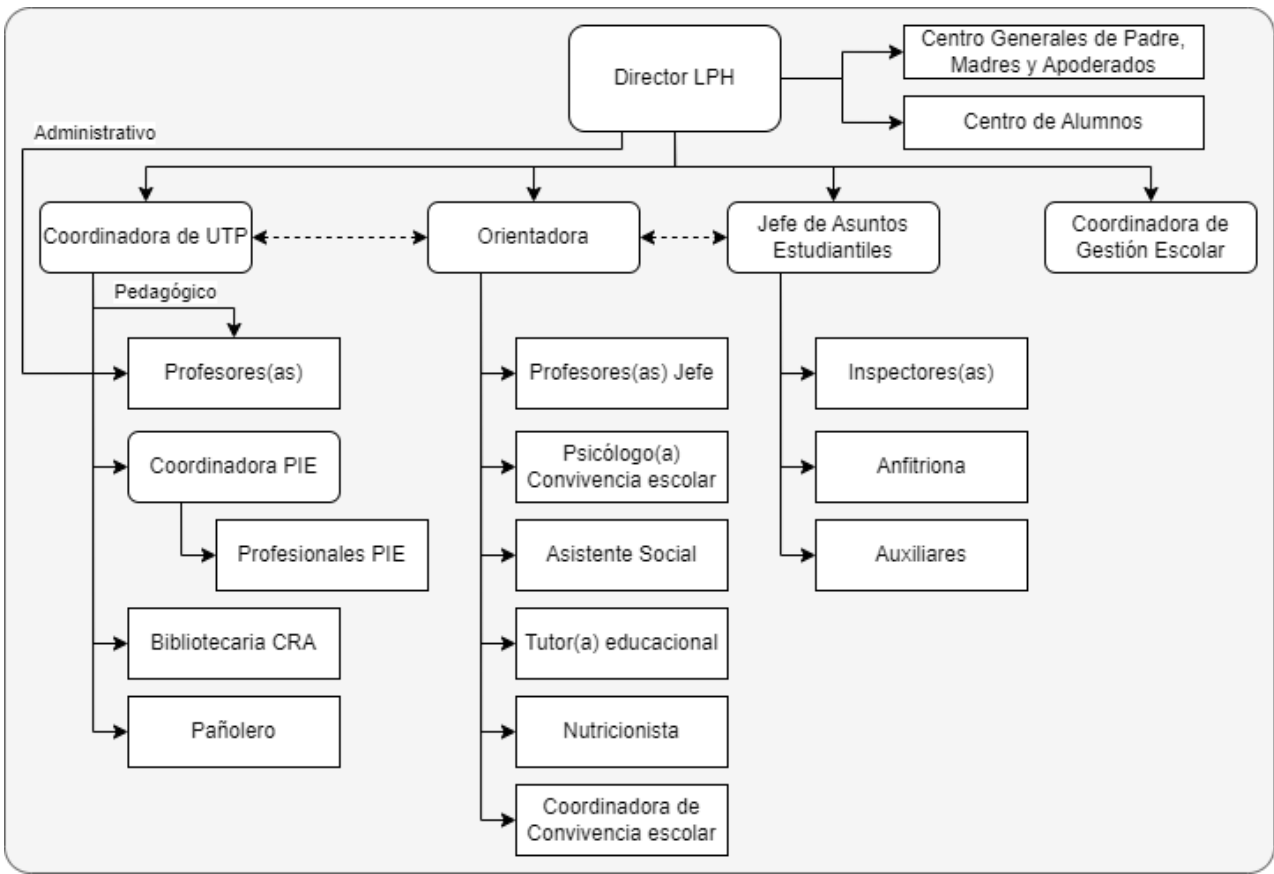 Director LPH
Centro Generales de Padre,
Madres y Apoderados
Centro de Alumnos
Administrativo
Coordinadora de UTP
Orientadora
Jefe de Asuntos
Estudiantiles
Coordinadora de
Gestión Escolar
Pedagógico
Profesores(as)
Profesores(as) Jefe
Inspectores(as)
Coordinadora PIE
Psicólogo(a)
Convivencia escolar
Anfitriona
Profesionales PIE
Asistente Social
Auxiliares
Bibliotecaria CRA
Tutor(a) educacional
Pañolero
Nutricionista
Coordinadora de
Convivencia escolar